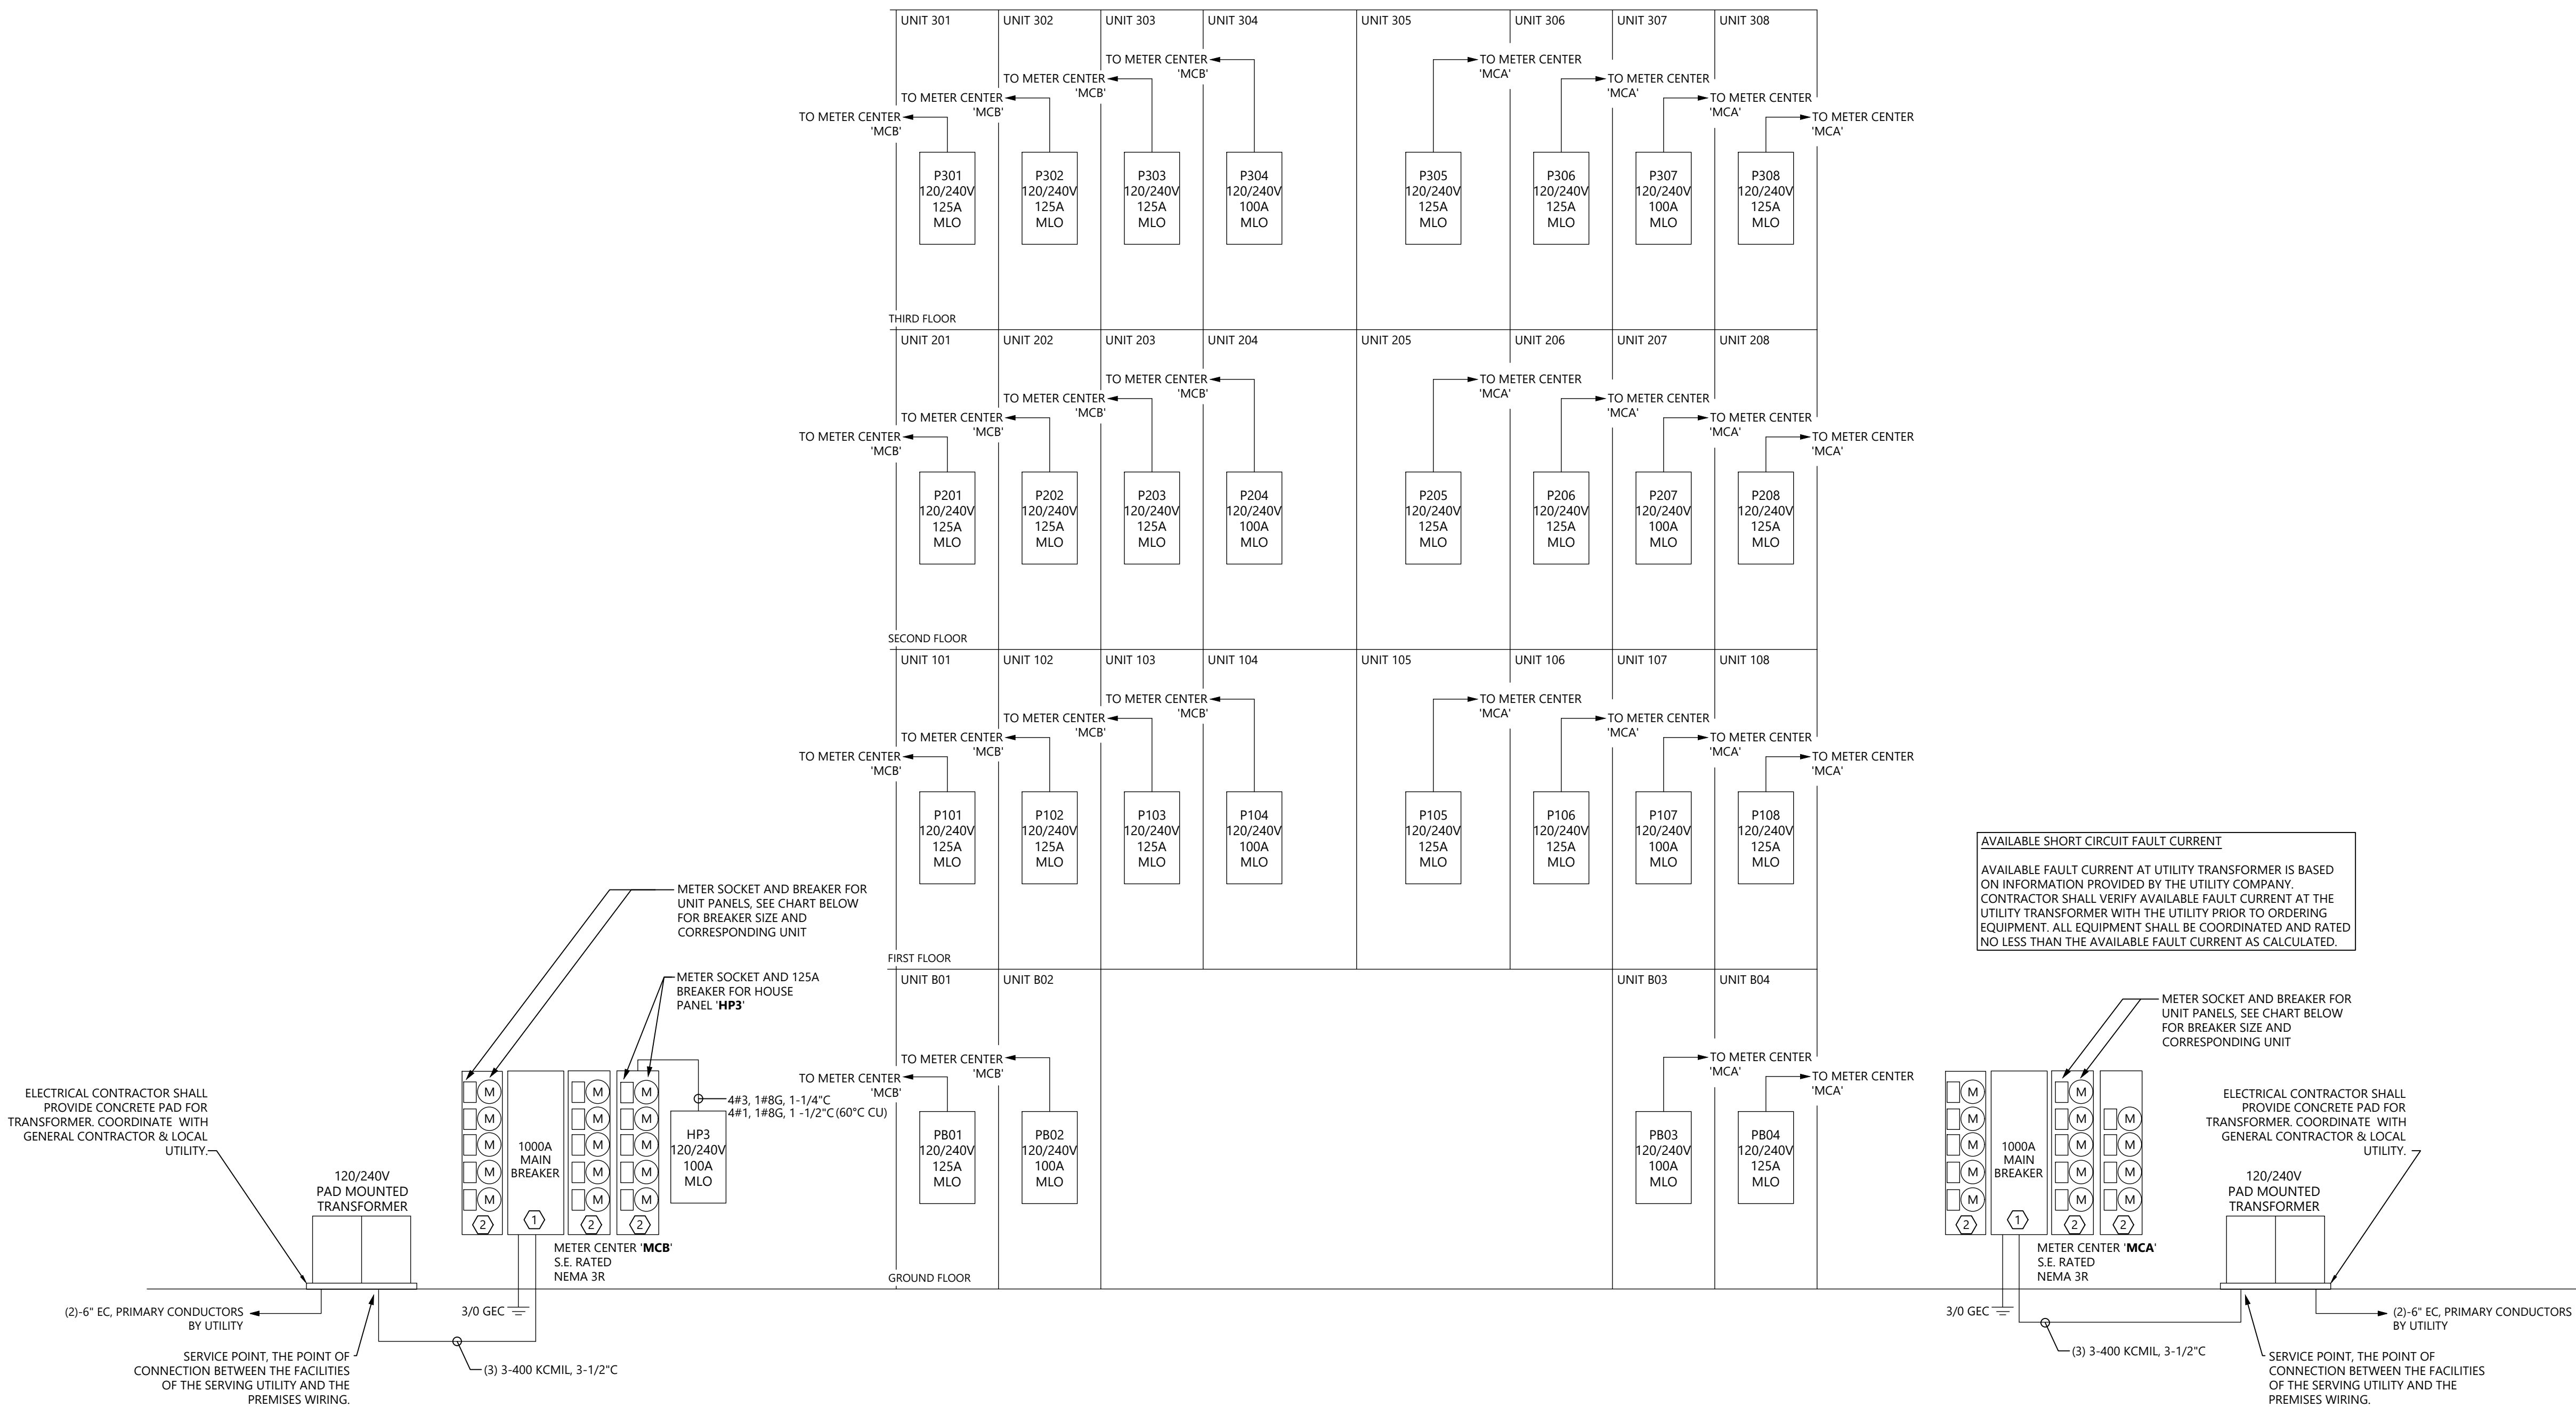 UNIT 301
UNIT 302
UNIT 303
UNIT 304
UNIT 305
UNIT 306
UNIT 307
UNIT 308
TO METER CENTER
'MCB'
TO METER CENTER
'MCB'
TO METER CENTER
'MCB'
TO METER CENTER
'MCB'
TO METER CENTER
'MCA'
TO METER CENTER
'MCA'
TO METER CENTER
'MCA'
TO METER CENTER
'MCA'
P301
120/240V
125A
MLO
P302
120/240V
125A
MLO
P303
120/240V
125A
MLO
P304
120/240V
100A
MLO
P305
120/240V
125A
MLO
P306
120/240V
125A
MLO
P307
120/240V
100A
MLO
P308
120/240V
125A
MLO
THIRD FLOOR
UNIT 201
UNIT 202
UNIT 203
UNIT 204
UNIT 205
UNIT 206
UNIT 207
UNIT 208
TO METER CENTER
'MCB'
TO METER CENTER
'MCB'
TO METER CENTER
'MCB'
TO METER CENTER
'MCB'
TO METER CENTER
'MCA'
TO METER CENTER
'MCA'
TO METER CENTER
'MCA'
TO METER CENTER
'MCA'
P201
120/240V
125A
MLO
P202
120/240V
125A
MLO
P203
120/240V
125A
MLO
P204
120/240V
100A
MLO
P205
120/240V
125A
MLO
P206
120/240V
125A
MLO
P207
120/240V
100A
MLO
P208
120/240V
125A
MLO
SECOND FLOOR
UNIT 101
UNIT 102
UNIT 103
UNIT 104
UNIT 105
UNIT 106
UNIT 107
UNIT 108
TO METER CENTER
'MCB'
TO METER CENTER
'MCB'
TO METER CENTER
'MCB'
TO METER CENTER
'MCB'
TO METER CENTER
'MCA'
TO METER CENTER
'MCA'
TO METER CENTER
'MCA'
TO METER CENTER
'MCA'
P101
120/240V
125A
MLO
P102
120/240V
125A
MLO
P103
120/240V
125A
MLO
P104
120/240V
100A
MLO
P105
120/240V
125A
MLO
P106
120/240V
125A
MLO
P107
120/240V
100A
MLO
P108
120/240V
125A
MLO
FIRST FLOOR
AVAILABLE SHORT CIRCUIT FAULT CURRENT
AVAILABLE FAULT CURRENT AT UTILITY TRANSFORMER IS BASED
ON INFORMATION PROVIDED BY THE UTILITY COMPANY.
CONTRACTOR SHALL VERIFY AVAILABLE FAULT CURRENT AT THE
UTILITY TRANSFORMER WITH THE UTILITY PRIOR TO ORDERING
EQUIPMENT. ALL EQUIPMENT SHALL BE COORDINATED AND RATED
NO LESS THAN THE AVAILABLE FAULT CURRENT AS CALCULATED.
METER SOCKET AND BREAKER FOR
UNIT PANELS, SEE CHART BELOW
FOR BREAKER SIZE AND
CORRESPONDING UNIT
METER SOCKET AND 125A
BREAKER FOR HOUSE
PANEL 'HP3'
UNIT B01
UNIT B02
UNIT B03
UNIT B04
TO METER CENTER
'MCB'
TO METER CENTER
'MCB'
TO METER CENTER
'MCA'
TO METER CENTER
'MCA'
PB01
120/240V
125A
MLO
PB02
120/240V
100A
MLO
PB03
120/240V
100A
MLO
PB04
120/240V
125A
MLO
GROUND FLOOR
ELECTRICAL CONTRACTOR SHALL
PROVIDE CONCRETE PAD FOR
TRANSFORMER. COORDINATE WITH
GENERAL CONTRACTOR & LOCAL
UTILITY.
120/240V
PAD MOUNTED
TRANSFORMER
M
M
M
M
M
2
1000A
MAIN
BREAKER
1
M
M
M
M
M
2
M
M
M
M
M
2
4#3, 1#8G, 1-1/4"C
4#1, 1#8G, 1 -1/2"C (60°C CU)
HP3
120/240V
100A
MLO
METER CENTER 'MCB'
S.E. RATED
NEMA 3R
3/0 GEC
(2)-6" EC, PRIMARY CONDUCTORS
BY UTILITY
SERVICE POINT, THE POINT OF
CONNECTION BETWEEN THE FACILITIES
OF THE SERVING UTILITY AND THE
PREMISES WIRING.
(3) 3-400 KCMIL, 3-1/2"C
METER SOCKET AND BREAKER FOR
UNIT PANELS, SEE CHART BELOW
FOR BREAKER SIZE AND
CORRESPONDING UNIT
M
M
M
M
M
2
1000A
MAIN
BREAKER
1
M
M
M
M
M
2
M
M
M
M
2
METER CENTER 'MCA'
S.E. RATED
NEMA 3R
ELECTRICAL CONTRACTOR SHALL
PROVIDE CONCRETE PAD FOR
TRANSFORMER. COORDINATE WITH
GENERAL CONTRACTOR & LOCAL
UTILITY.
120/240V
PAD MOUNTED
TRANSFORMER
3/0 GEC
(3) 3-400 KCMIL, 3-1/2"C
(2)-6" EC, PRIMARY CONDUCTORS
BY UTILITY
SERVICE POINT, THE POINT OF
CONNECTION BETWEEN THE FACILITIES
OF THE SERVING UTILITY AND THE
PREMISES WIRING.